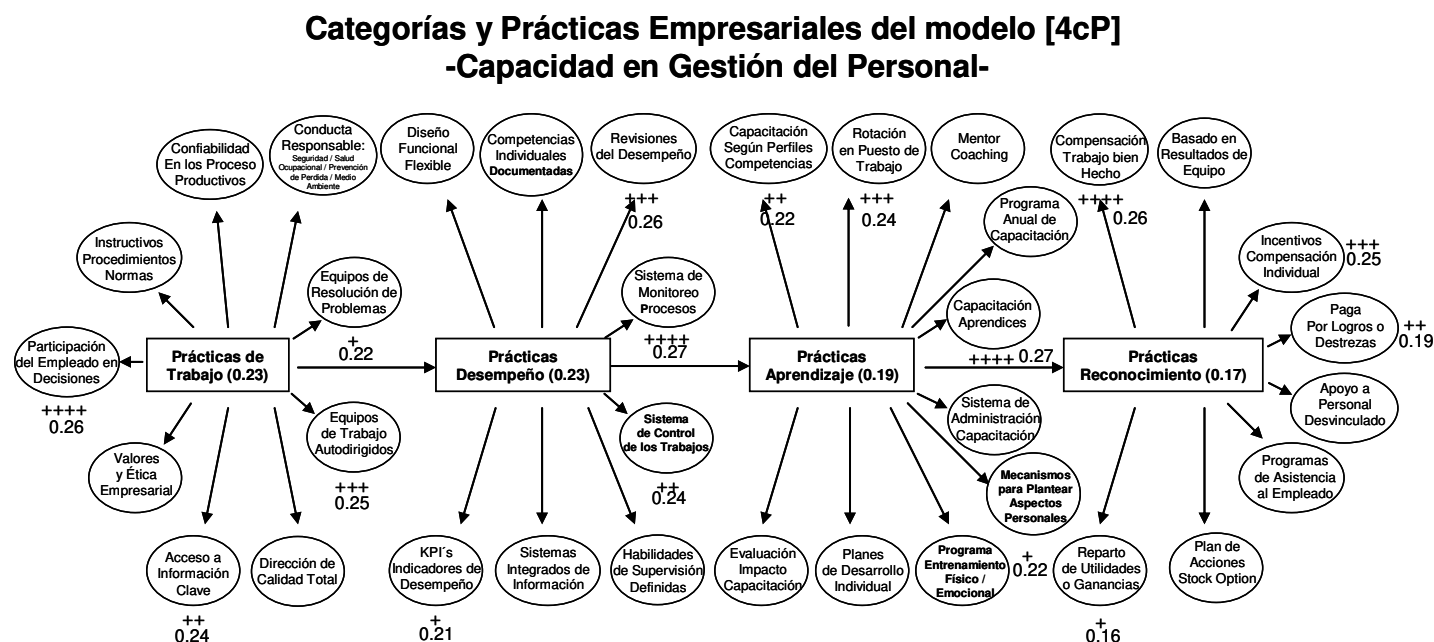 Categorías y Prácticas Empresariales del modelo [4cP]
-Capacidad en Gestión del Personal-
Confiabilidad
En los Proceso
Productivos
Conducta
Responsable:
Seguridad / Salud
Ocupacional / Prevención
de Perdida / Medio
Ambiente
Diseño
Funcional
Flexible
Competencias
Individuales
Documentadas
Revisiones
del Desempeño
+++
0.26
Capacitación
Según Perfiles
Competencias
++
0.22
Rotación
en Puesto de
Trabajo
+++
0.24
Mentor
Coaching
Compensación
Trabajo bien
Hecho
++++
0.26
Basado en
Resultados de
Equipo
Instructivos
Procedimientos
Normas
Equipos de
Resolución de
Problemas
+
0.22
Sistema de
Monitoreo
Procesos
++++
0.27
Programa
Anual de
Capacitación
Capacitación
Aprendices
Incentivos
Compensación
Individual
+++
0.25
Paga
Por Logros o
Destrezas
++
0.19
Participación
del Empleado en
Decisiones
++++
0.26
Prácticas de
Trabajo (0.23)
Prácticas
Desempeño (0.23)
Prácticas
Aprendizaje (0.19)
++++ 0.27
Prácticas
Reconocimiento (0.17)
Valores
y Ética
Empresarial
Equipos
de Trabajo
Autodirigidos
+++
0.25
Sistema
de Control
de los Trabajos
++
0.24
Sistema de
Administración
Capacitación
Mecanismos
para Plantear
Aspectos
Personales
Apoyo a
Personal
Desvinculado
Programas
de Asistencia
al Empleado
Acceso a
Información
Clave
++
0.24
Dirección de
Calidad Total
KPI´s
Indicadores
de Desempeño
+
0.21
Sistemas
Integrados de
Información
Habilidades
de Supervisión
Definidas
Evaluación
Impacto
Capacitación
Planes
de Desarrollo
Individual
Programa
Entrenamiento
Físico /
Emocional
+
0.22
Reparto
de Utilidades
o Ganancias
+
0.16
Plan de
Acciones
Stock Option